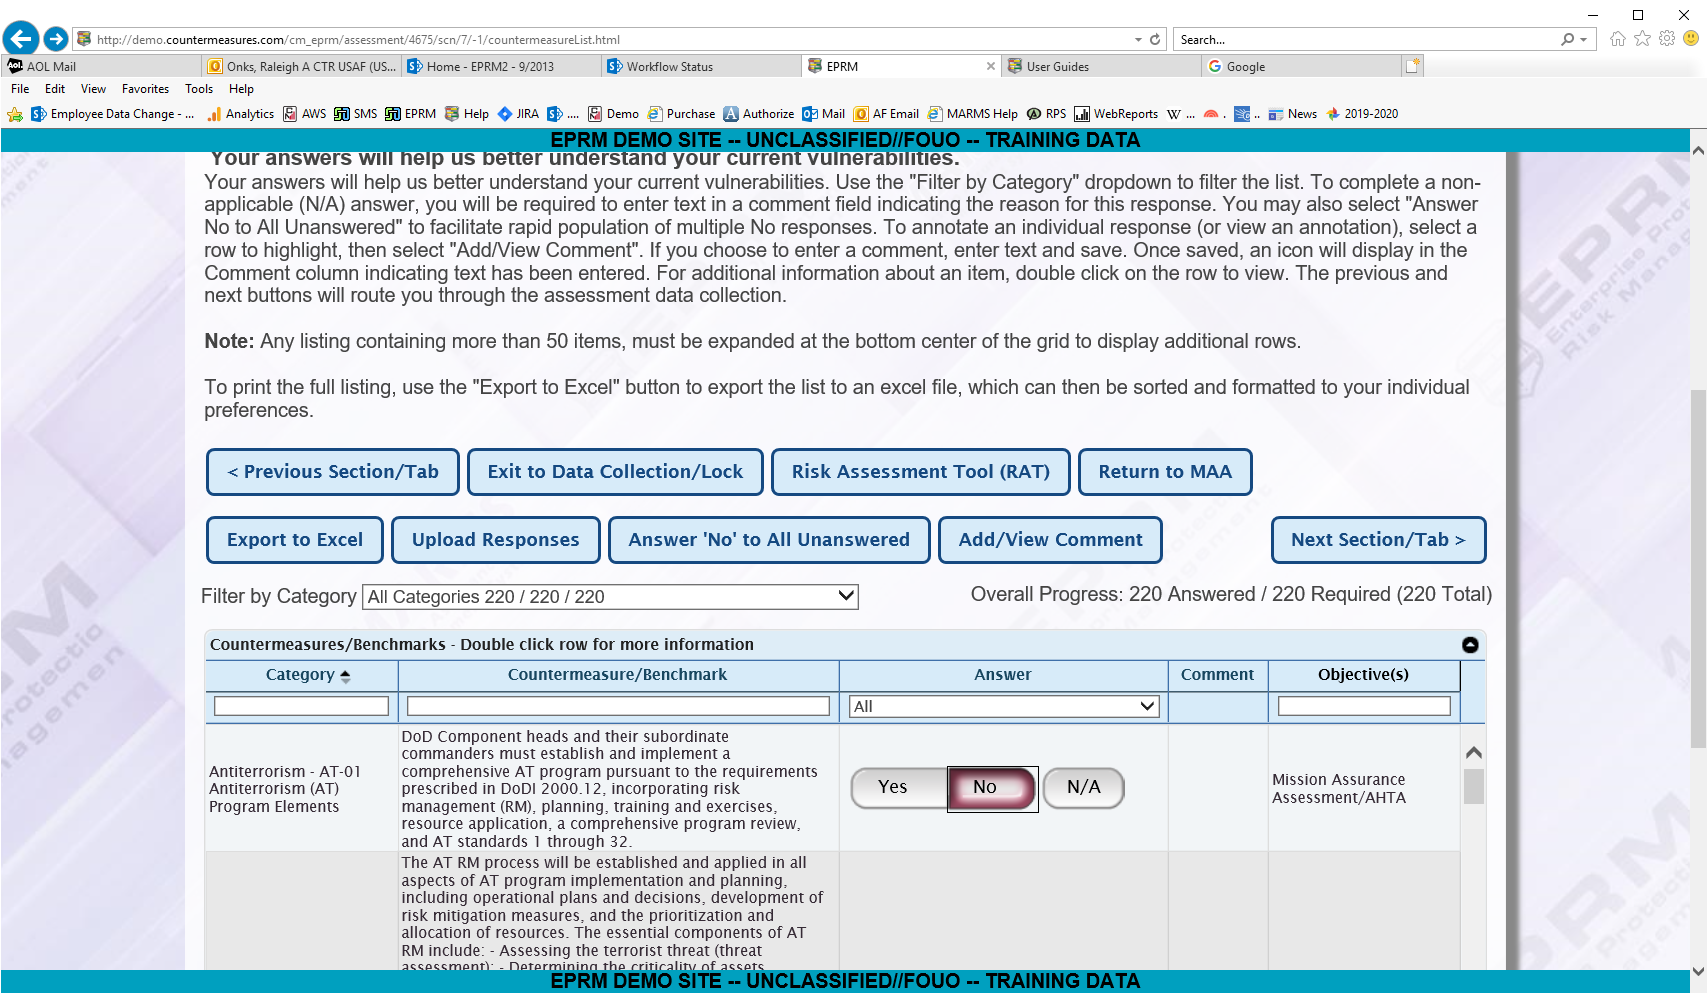 http://demo.countermeasures.com/cm_eprm/assessment/4675/scn/7/-1/countermeasureList.html
Search...
AOL Mail
Onks, Raleigh A CTR USAF (US...
Home - EPRM2 - 9/2013
Workflow Status
EPRM
User Guides
Google
File Edit View Favorites Tools Help
Employee Data Change - ... Analytics AWS SMS EPRM Help JIRA .... Demo Purchase Authorize Mail AF Email MARMS Help RPS WebReports W ... . .. News 2019-2020
EPRM DEMO SITE -- UNCLASSIFIED//FOUO -- TRAINING DATA
Your answers will help us better understand your current vulnerabilities.
Your answers will help us better understand your current vulnerabilities. Use the "Filter by Category" dropdown to filter the list. To complete a non-
applicable (N/A) answer, you will be required to enter text in a comment field indicating the reason for this response. You may also select "Answer
No to All Unanswered" to facilitate rapid population of multiple No responses. To annotate an individual response (or view an annotation), select a
row to highlight, then select "Add/View Comment". If you choose to enter a comment, enter text and save. Once saved, an icon will display in the
Comment column indicating text has been entered. For additional information about an item, double click on the row to view. The previous and
next buttons will route you through the assessment data collection.
Note: Any listing containing more than 50 items, must be expanded at the bottom center of the grid to display additional rows.
To print the full listing, use the "Export to Excel" button to export the list to an excel file, which can then be sorted and formatted to your individual
preferences.
< Previous Section/Tab
Exit to Data Collection/Lock
Risk Assessment Tool (RAT)
Return to MAA
Export to Excel
Upload Responses
Answer 'No' to All Unanswered
Add/View Comment
Next Section/Tab >
Filter by Category All Categories 220 / 220 / 220
Overall Progress: 220 Answered / 220 Required (220 Total)
Countermeasures/Benchmarks - Double click row for more information
Category
Countermeasure/Benchmark
Answer
Comment
Objective(s)
All
Antiterrorism - AT-01
Antiterrorism (AT)
Program Elements
DoD Component heads and their subordinate
commanders must establish and implement a
comprehensive AT program pursuant to the requirements
prescribed in DoDI 2000.12, incorporating risk
management (RM), planning, training and exercises,
resource application, a comprehensive program review,
and AT standards 1 through 32.
Yes
No
N/A
Mission Assurance
Assessment/AHTA
The AT RM process will be established and applied in all
aspects of AT program implementation and planning,
including operational plans and decisions, development of
risk mitigation measures, and the prioritization and
allocation of resources. The essential components of AT
RM include: - Assessing the terrorist threat (threat
assessment); - Determining the criticality of assets
EPRM DEMO SITE -- UNCLASSIFIED//FOUO -- TRAINING DATA